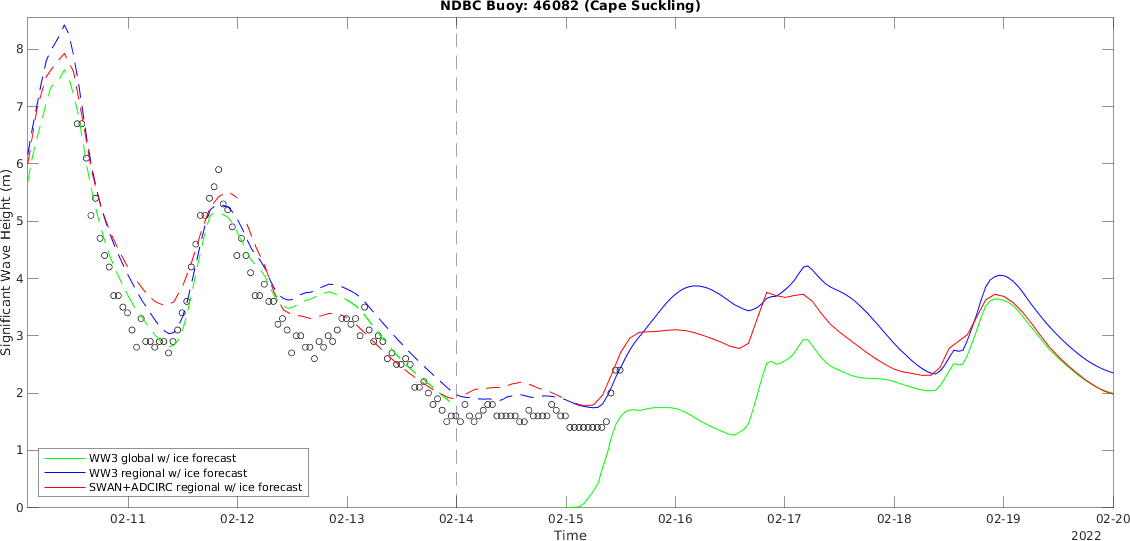 NDBC Buoy: 46082 (Cape Suckling)
8
7
6
5
4
3
2
1
0
Significant Wave Height (m)
WW3 global w/ ice forecast
WW3 regional w/ ice forecast
SWAN+ADCIRC regional w/ ice forecast
02-11 02-12 02-13 02-14 02-15 02-16 02-17 02-18 02-19 02-20
Time
2022